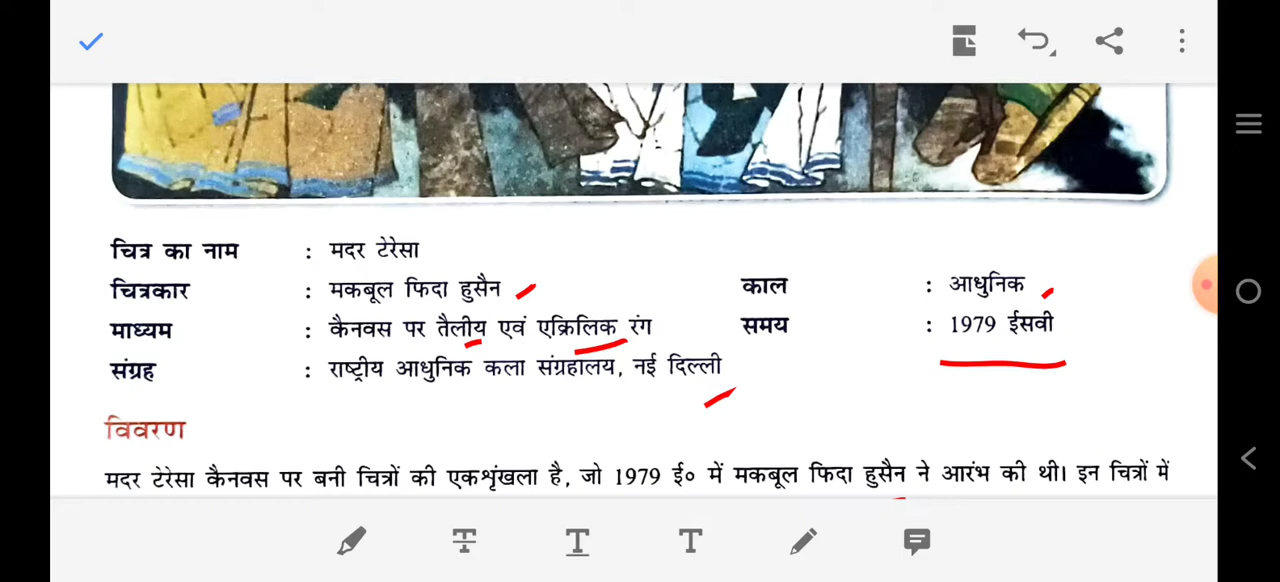 चित्र का नाम : मदर टेरेसा
चित्रकार : मकबूल फिदा हुसैन काल : आधुनिक
माध्यम : कैनवस पर तैलीय एवं एक्रिलिक रंग समय : 1979 ईसवी
संग्रह : राष्ट्रीय आधुनिक कला संग्रहालय, नई दिल्ली
विवरण
मदर टेरेसा कैनवस पर बनी चित्रों की एकशृंखला है, जो 1979 ई० में मकबूल फिदा हुसैन ने आरंभ की थी। इन चित्रों में